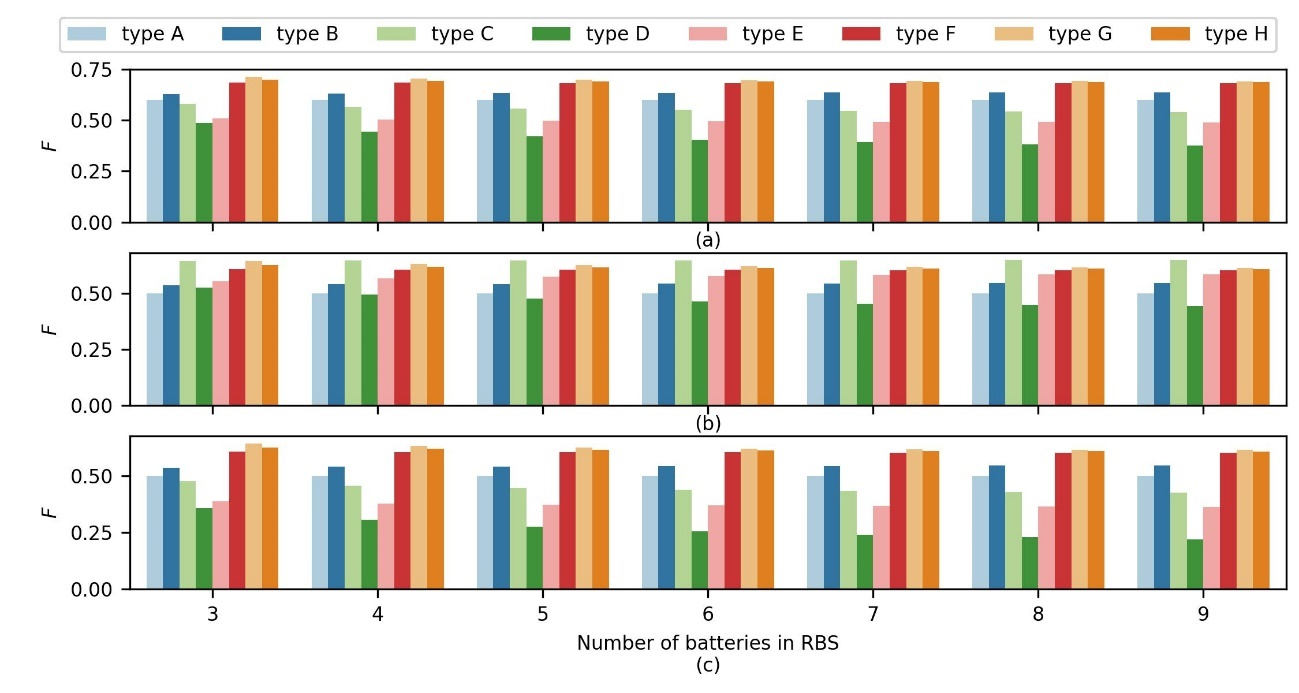 type A type B type C type D type E type F type G type H
0.75
0.50
0.25
0.00
F
(a)
0.50
0.25
0.00
F
(b)
0.50
0.25
0.00
F
3 4 5 6 7 8 9
Number of batteries in RBS
(c)